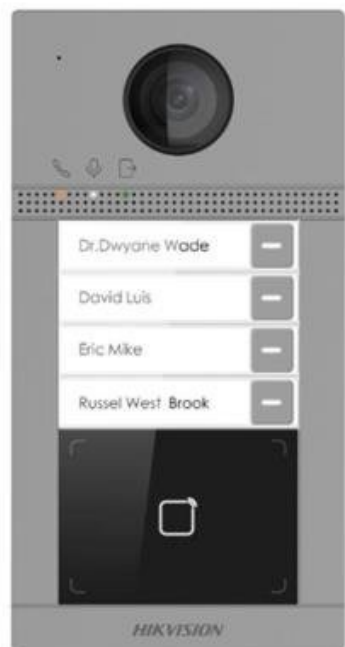 Dr.Dwyane Wade
David Luis
Eric Mike
Russel West Brook
HIKVISION